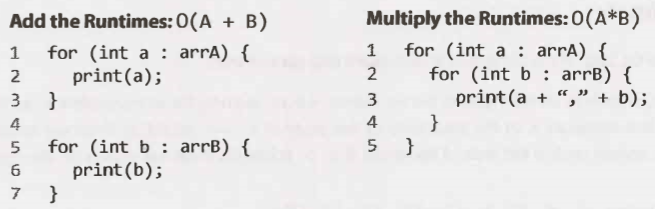 Add the Runtimes: O(A + B)
1 for (int a : arrA) {
2 print(a);
3 }
4
5 for (int b : arrB) {
6 print(b);
7 }
Multiply the Runtimes: O(A*B)
1 for (int a : arrA) {
2 for (int b : arrB) {
3 print(a + “,” + b);
4 }
5 }